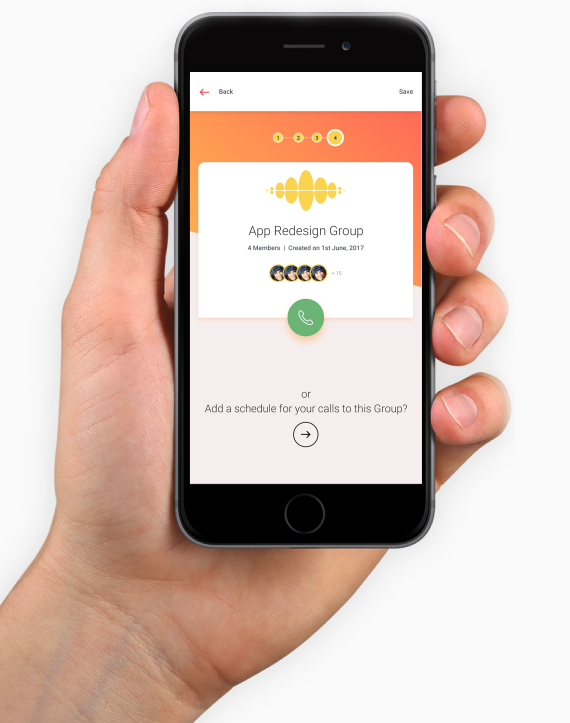 Back
Save
1 2 3 4
App Redesign Group
4 Members | Created on 1st June, 2017
+ 15
or
Add a schedule for your calls to this Group?